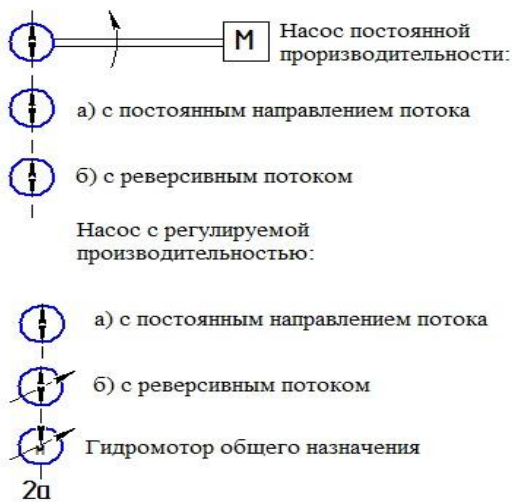 M
Насос постоянной
проризводительности:
а) с постоянным направлением потока
б) с реверсивным потоком
Насос с регулируемой
производительностью:
а) с постоянным направлением потока
б) с реверсивным потоком
м
Гидромотор общего назначения
2а